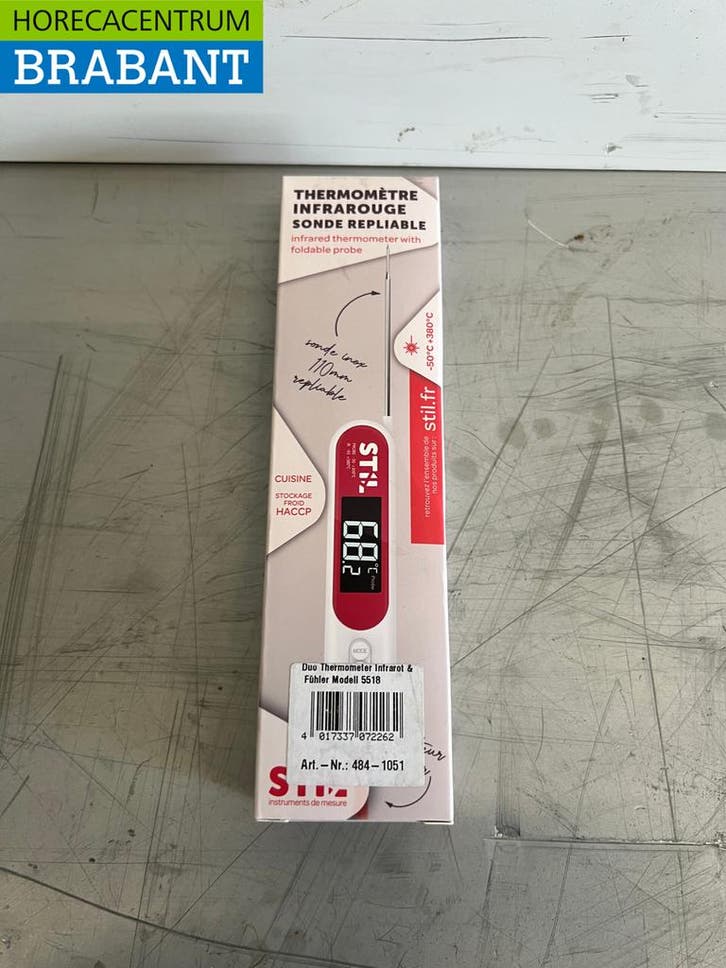 HORECACENTRUM
BRABANT
THERMOMÈTRE
INFRAROUGE
SONDE REPLIABLE
infrared thermometer with
foldable probe
sonde inox
110mm
repliable
-50°C +380°C
retrouvez l'ensemble de
nos produits sur :
stil.fr
CUISINE
STOCKAGE
FROID
HACCP
STIL
68.2
°C
Probe
MODE
Duo Thermometer Infrarot &
Fühler Modell 5518
4 017337 072262
Art.-Nr.: 484-1051
STIL
instruments de mesure